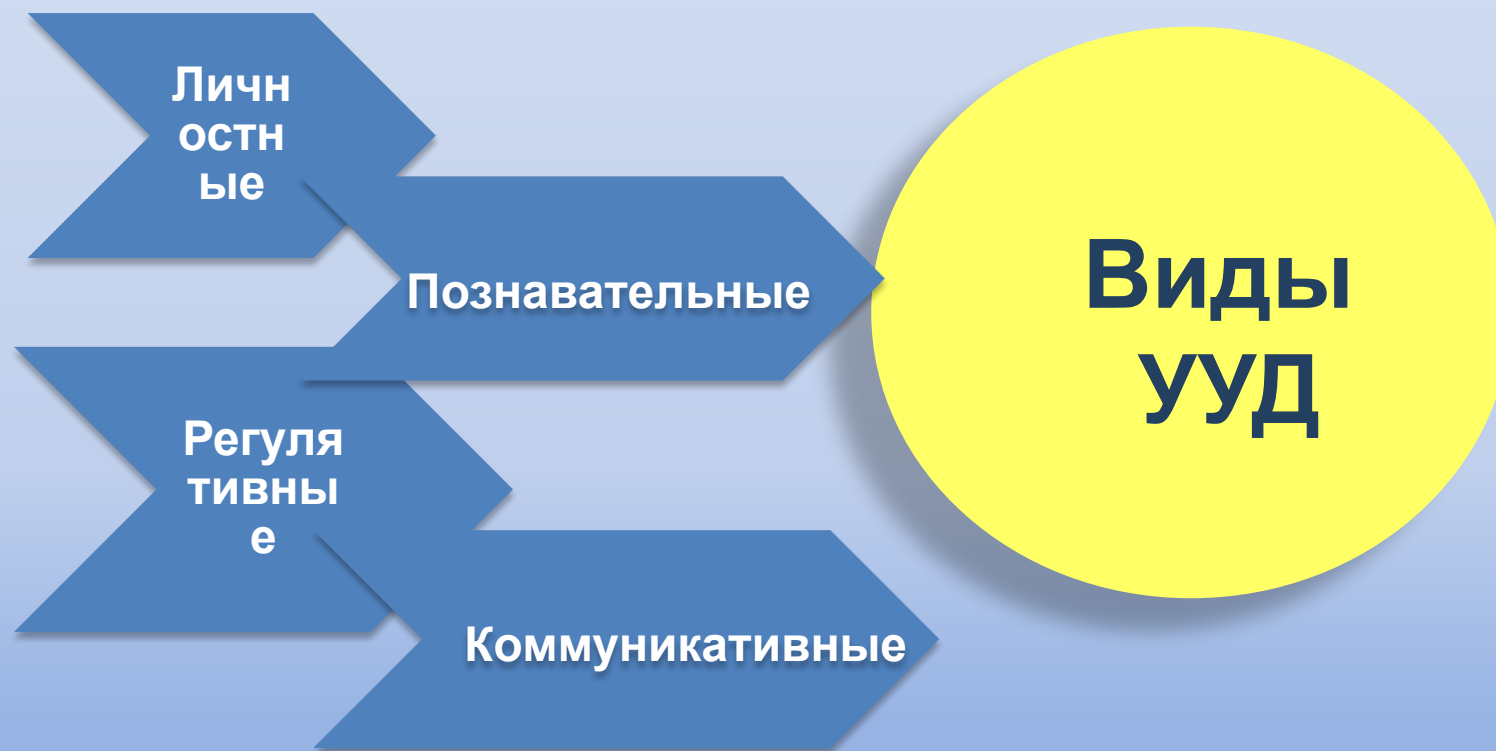 Личн
остн
ые
Познавательные
Регуля
тивны
е
Коммуникативные
Виды
УУД